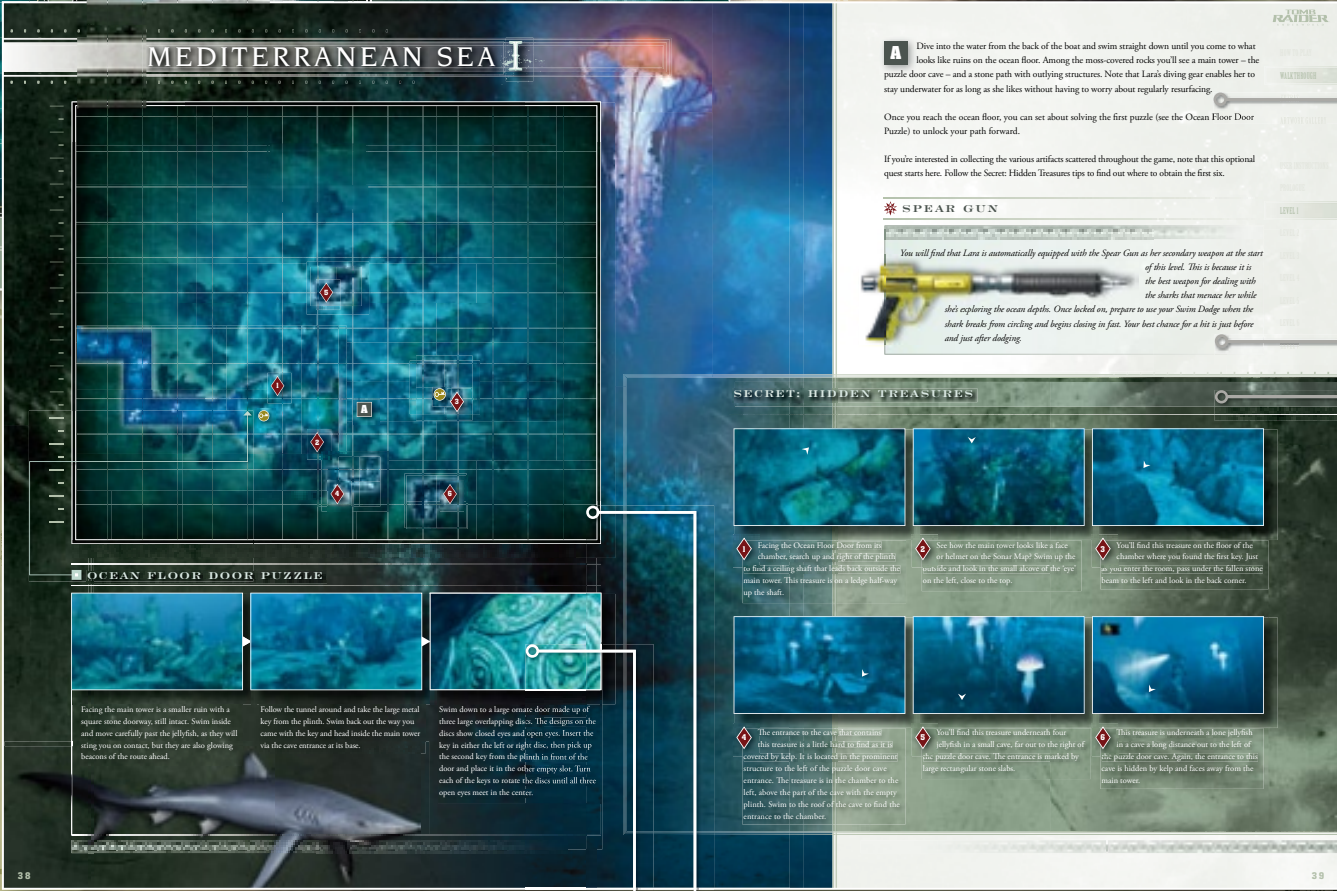 MEDITERRANEAN SEA I
5
1
3
A
2
4
6
OCEAN FLOOR DOOR PUZZLE
Facing the main tower is a smaller ruin with a
square stone doorway, still intact. Swim inside
and move carefully past the jellyfish, as they will
sting you on contact, but they are also glowing
beacons of the route ahead.
Follow the tunnel around and take the large metal
key from the plinth. Swim back out the way you
came with the key and head inside the main tower
via the cave entrance at its base.
Swim down to a large ornate door made up of
three large overlapping discs. The designs on the
discs show closed eyes and open eyes. Insert the
key in either the left or right disc, then pick up
the second key from the plinth in front of the
door and place it in the other empty slot. Turn
each of the keys to rotate the discs until all three
open eyes meet in the center.
38
TOMB
RAIDER
A
Dive into the water from the back of the boat and swim straight down until you come to what
looks like ruins on the ocean floor. Among the moss-covered rocks you'll see a main tower – the
puzzle door cave – and a stone path with outlying structures. Note that Lara's diving gear enables her to
stay underwater for as long as she likes without having to worry about regularly resurfacing.
Once you reach the ocean floor, you can set about solving the first puzzle (see the Ocean Floor Door
Puzzle) to unlock your path forward.
If you're interested in collecting the various artifacts scattered throughout the game, note that this optional
quest starts here. Follow the Secret: Hidden Treasures tips to find out where to obtain the first six.
SPEAR GUN
You will find that Lara is automatically equipped with the Spear Gun as her secondary weapon at the start
of this level. This is because it is
the best weapon for dealing with
the sharks that menace her while
she's exploring the ocean depths. Once locked on, prepare to use your Swim Dodge when the
shark breaks from circling and begins closing in fast. Your best chance for a hit is just before
and just after dodging.
WALKTHROUGH
LEVEL 1
SECRET: HIDDEN TREASURES
1
Facing the Ocean Floor Door from its
chamber, search up and right of the plinth
to find a ceiling shaft that leads back outside the
main tower. This treasure is on a ledge half-way
up the shaft.
2
See how the main tower looks like a face
or helmet on the Sonar Map? Swim up the
outside and look in the small alcove of the 'eye'
on the left, close to the top.
3
You'll find this treasure on the floor of the
chamber where you found the first key. Just
as you enter the room, pass under the fallen stone
beam to the left and look in the back corner.
4
The entrance to the cave that contains
this treasure is a little hard to find as it is
covered by kelp. It is located to the prominent
structure to the left of the puzzle door cave
entrance. The treasure is in the chamber to the
left, above the part of the cave with the empty
plinth. Swim to the roof of the cave to find the
entrance to the chamber.
5
You'll find this treasure underneath four
jellyfish in a small cave, far out to the right of
the puzzle door cave. The entrance is marked by
large rectangular stone slabs.
6
This treasure is underneath a lone jellyfish
in a cave a long distance out to the left of
the puzzle door cave. Again, the entrance to this
cave is hidden by kelp and faces away from the
main tower.
39